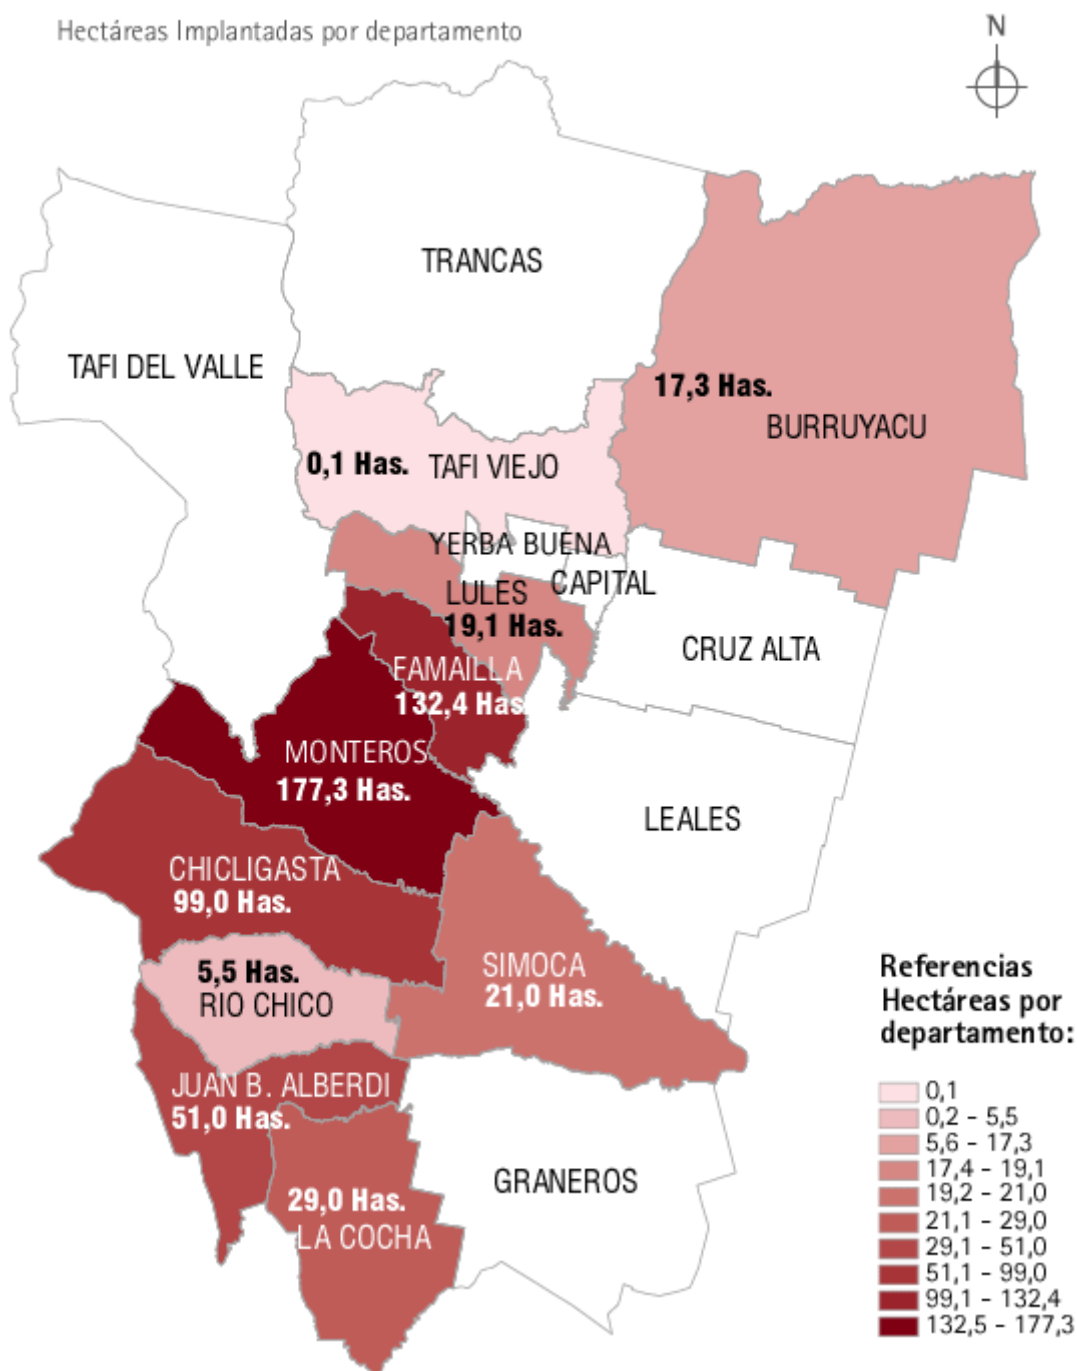 Hectáreas Implantadas por departamento
N
TRANCAS
TAFI DEL VALLE
17,3 Has.
BURRUYACU
0,1 Has.
TAFI VIEJO
YERBA BUENA
CAPITAL
LULES
19,1 Has.
CRUZ ALTA
FAMAILLA
132,4 Has
MONTEROS
177,3 Has.
LEALES
CHICLIGASTA
99,0 Has.
SIMOCA
21,0 Has.
5,5 Has.
RIO CHICO
JUAN B. ALBERDI
51,0 Has.
GRANEROS
29,0 Has.
LA COCHA
Referencias
Hectáreas por
departamento:
0,1
0,2 - 5,5
5,6 - 17,3
17,4 - 19,1
19,2 - 21,0
21,1 - 29,0
29,1 - 51,0
51,1 - 99,0
99,1 - 132,4
132,5 - 177,3